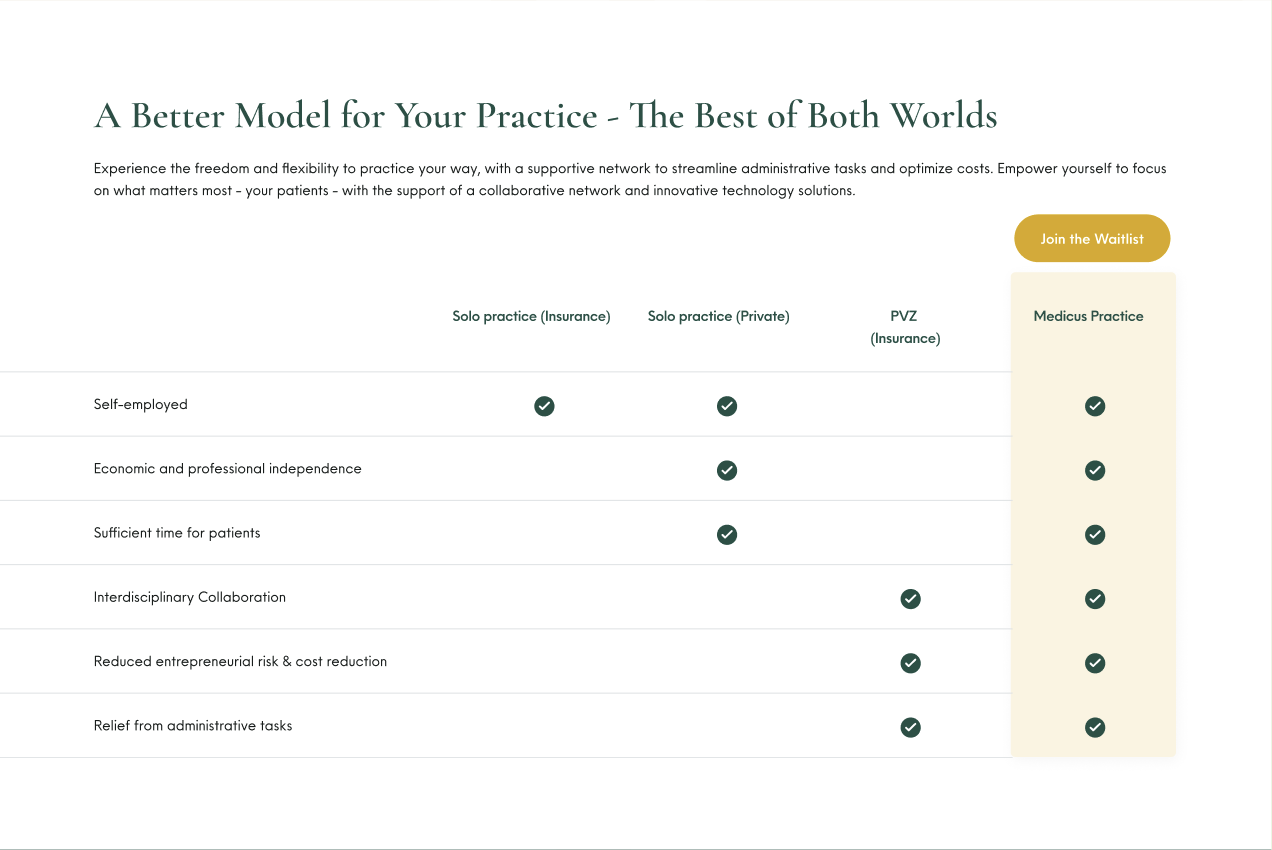 A Better Model for Your Practice - The Best of Both Worlds
Experience the freedom and flexibility to practice your way, with a supportive network to streamline administrative tasks and optimize costs. Empower yourself to focus
on what matters most - your patients - with the support of a collaborative network and innovative technology solutions.
Join the Waitlist
Solo practice (Insurance) Solo practice (Private) PVZ Medicus Practice
(Insurance)
Self-employed
Economic and professional independence
Sufficient time for patients
Interdisciplinary Collaboration
Reduced entrepreneurial risk & cost reduction
Relief from administrative tasks